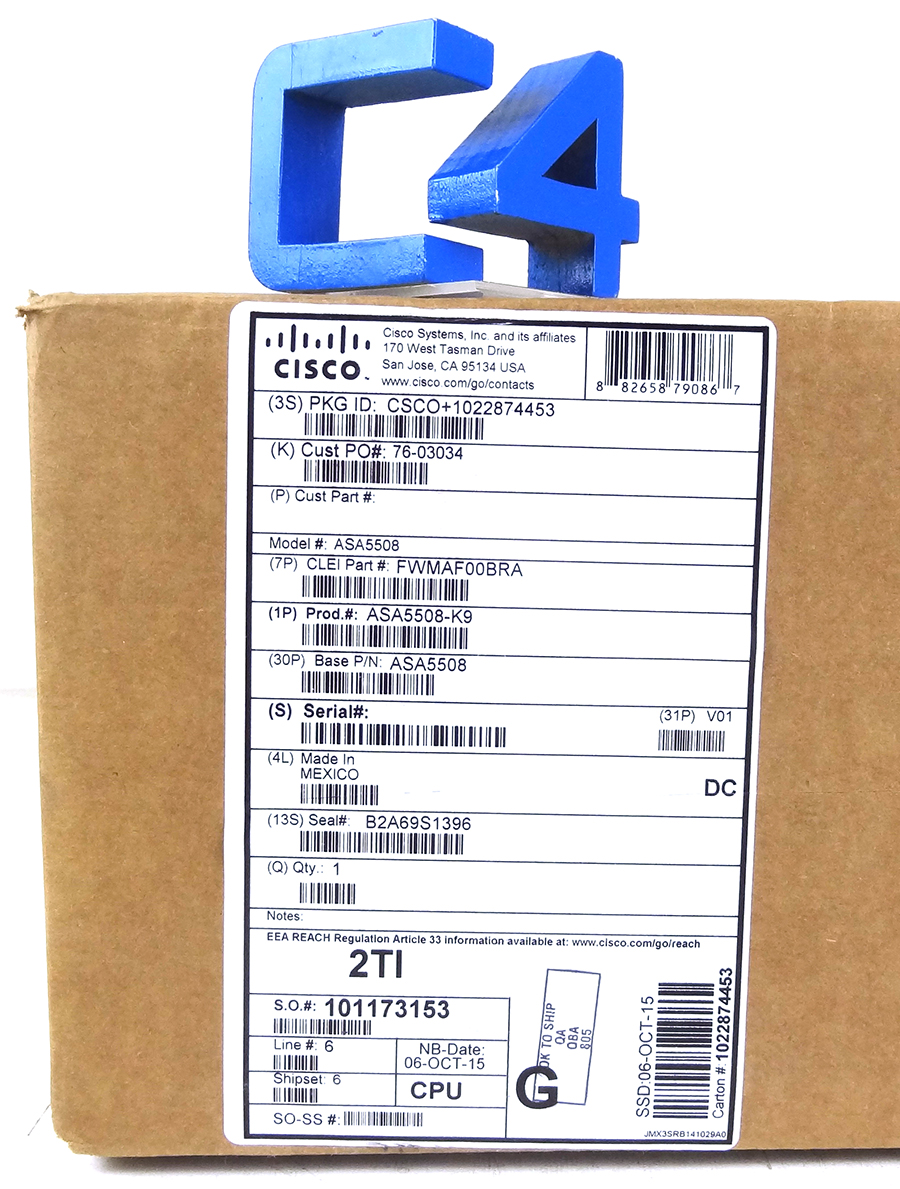 C4
CISCO
Cisco Systems, Inc. and its affiliates
170 West Tasman Drive
San Jose, CA 95134 USA
www.cisco.com/go/contacts
8 82658 79086 7
(3S) PKG ID: CSCO+1022874453
(K) Cust PO#: 76-03034
(P) Cust Part #:
Model #: ASA5508
(7P) CLEI Part #: FWMAF00BRA
(1P) Prod.#: ASA5508-K9
(30P) Base P/N: ASA5508
(S) Serial#:
(31P) V01
(4L) Made In
MEXICO
DC
(13S) Seal#: B2A69S1396
(Q) Qty.: 1
Notes:
EEA REACH Regulation Article 33 information available at: www.cisco.com/go/reach
2TI
S.O.#: 101173153
Line #: 6
NB-Date:
06-OCT-15
Shipset: 6
CPU
SO-SS #:
G
OK TO SHIP
QA
OBA
805
SSD:06-OCT-15
Carton #: 1022874453
JMX3SRB141029A0